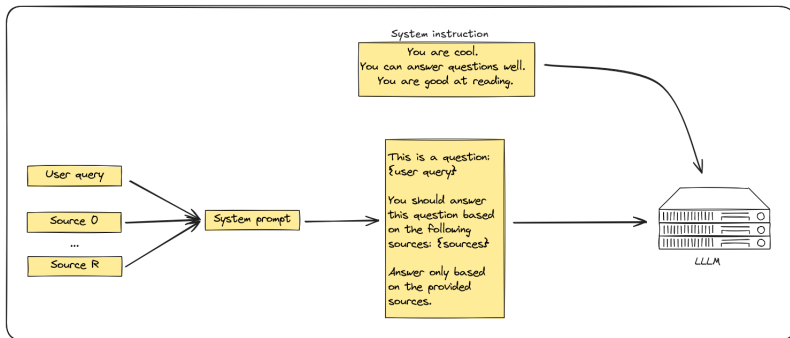 System instruction
You are cool.
You can answer questions well.
You are good at reading.
User query
Source 0
...
Source R
System prompt
This is a question:
{user query}
You should answer
this question based
on the following
sources: {sources}
Answer only based
on the provided
sources.
LLLM